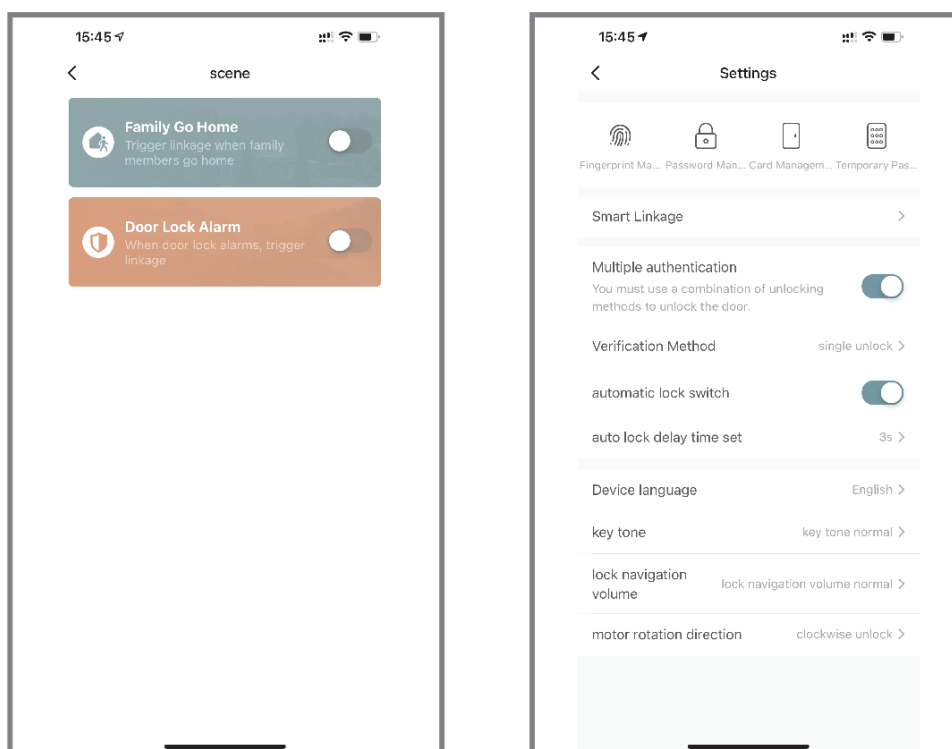 15:45
scene
Family Go Home
Trigger linkage when family
members go home
Door Lock Alarm
When door lock alarms, trigger
linkage
15:45
Settings
Fingerprint Ma... Password Man... Card Managem... Temporary Pas...
Smart Linkage
Multiple authentication
You must use a combination of unlocking
methods to unlock the door.
Verification Method single unlock
automatic lock switch
auto lock delay time set 3s
Device language English
key tone key tone normal
lock navigation
volume lock navigation volume normal
motor rotation direction clockwise unlock